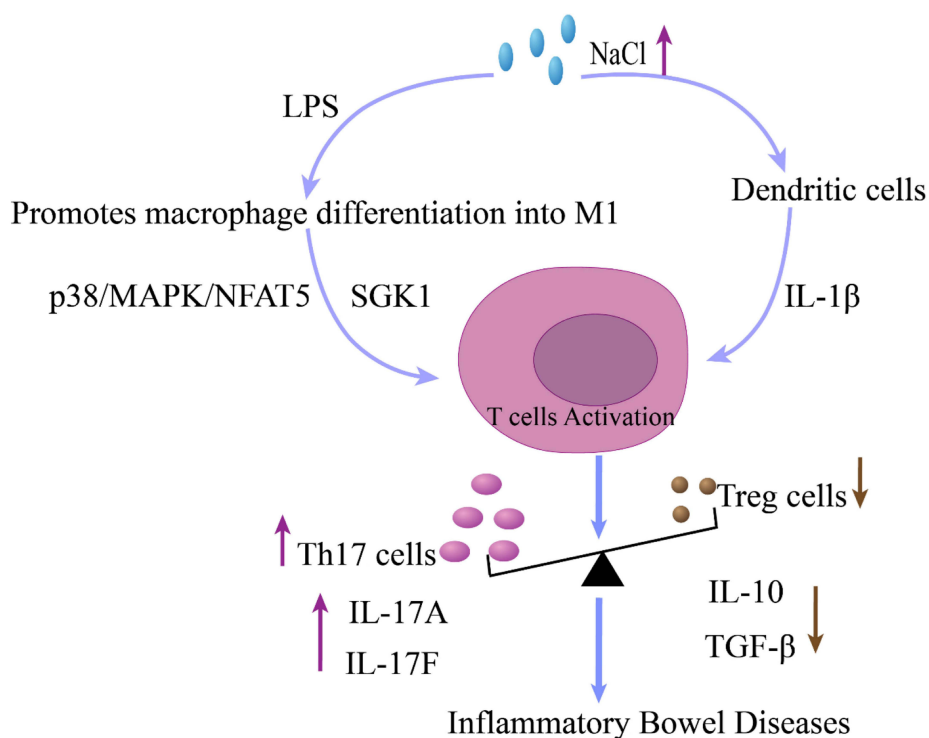 NaCl
LPS
Dendritic cells
Promotes macrophage differentiation into M1
p38/MAPK/NFAT5
SGK1
IL-1β
T cells Activation
Treg cells
Th17 cells
IL-10
IL-17A
TGF-β
IL-17F
Inflammatory Bowel Diseases